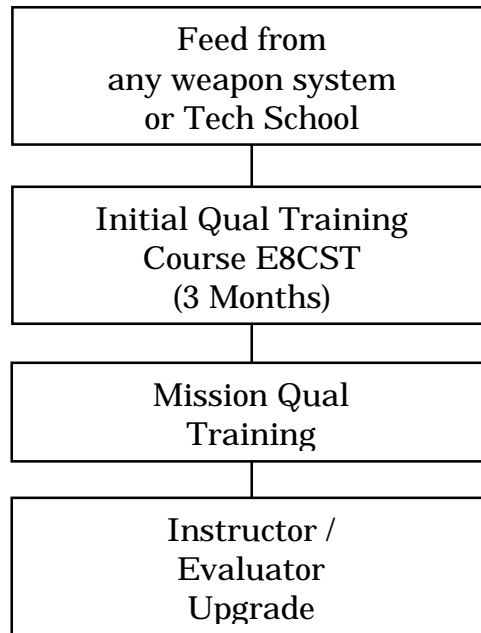 Feed from
any weapon system
or Tech School
Initial Qual Training
Course E8CST
(3 Months)
Mission Qual
Training
Instructor /
Evaluator
Upgrade